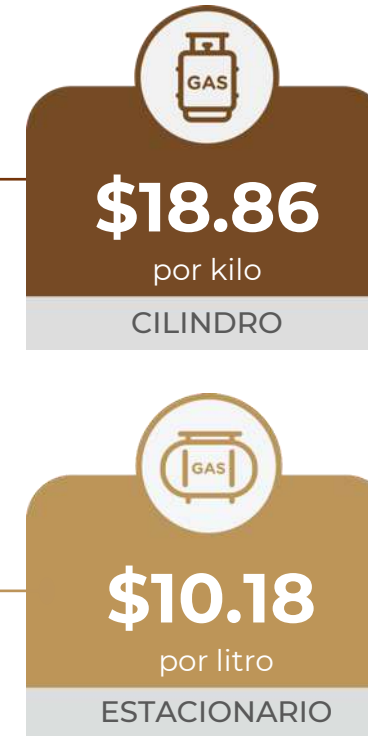 GAS
$18.86
por kilo
CILINDRO
GAS
$10.18
por litro
ESTACIONARIO